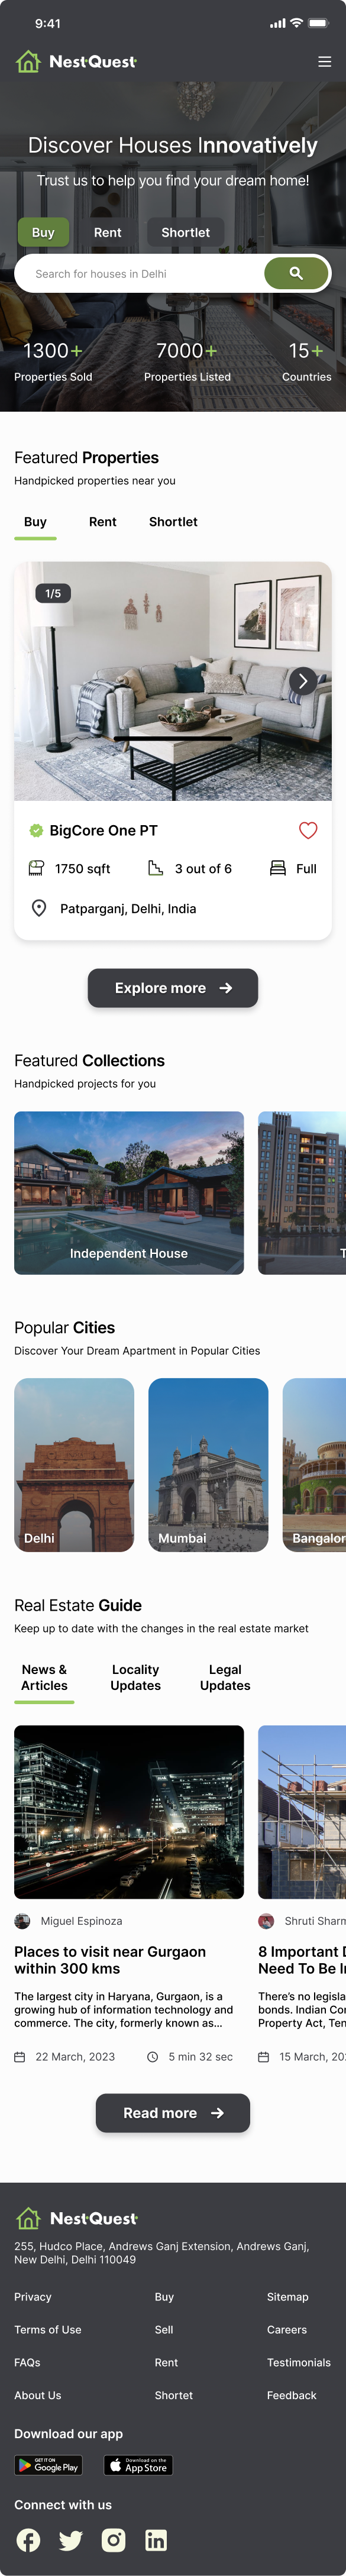 9:41
NestQuest
Discover Houses Innovatively
Trust us to help you find your dream home!
Buy Rent Shortlet
Search for houses in Delhi
1300+ 7000+ 15+
Properties Sold Properties Listed Countries
Featured Properties
Handpicked properties near you
Buy Rent Shortlet
1/5
BigCore One PT
1750 sqft 3 out of 6 Full
Patparganj, Delhi, India
Explore more
Featured Collections
Handpicked projects for you
Independent House T
Popular Cities
Discover Your Dream Apartment in Popular Cities
Delhi Mumbai Bangalor
Real Estate Guide
Keep up to date with the changes in the real estate market
News & Locality Legal
Articles Updates Updates
Miguel Espinoza Shruti Sharm
Places to visit near Gurgaon
within 300 kms
The largest city in Haryana, Gurgaon, is a
growing hub of information technology and
commerce. The city, formerly known as...
22 March, 2023 5 min 32 sec
8 Important D
Need To Be I
There's no legisla
bonds. Indian Con
Property Act, Ten
15 March, 202
Read more
NestQuest
255, Hudco Place, Andrews Ganj Extension, Andrews Ganj,
New Delhi, Delhi 110049
Privacy Buy Sitemap
Terms of Use Sell Careers
FAQs Rent Testimonials
About Us Shortet Feedback
Download our app
GET IT ON
Google Play
Download on the
App Store
Connect with us